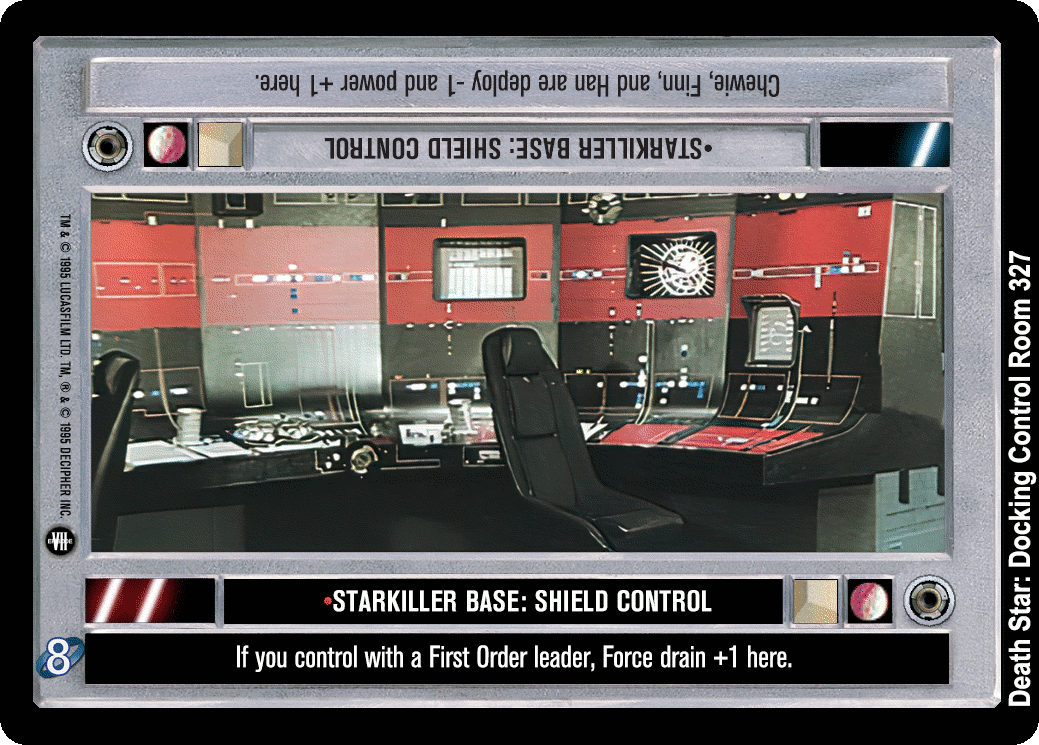 Chewie, Finn, and Han are deploy -1 and power +1 here.
•STARKILLER BASE: SHIELD CONTROL
TM & © 1995 LUCASFILM LTD. TM, ® & © 1995 DECIPHER INC.
EPISODE
VII
•STARKILLER BASE: SHIELD CONTROL
8
If you control with a First Order leader, Force drain +1 here.
Death Star: Docking Control Room 327